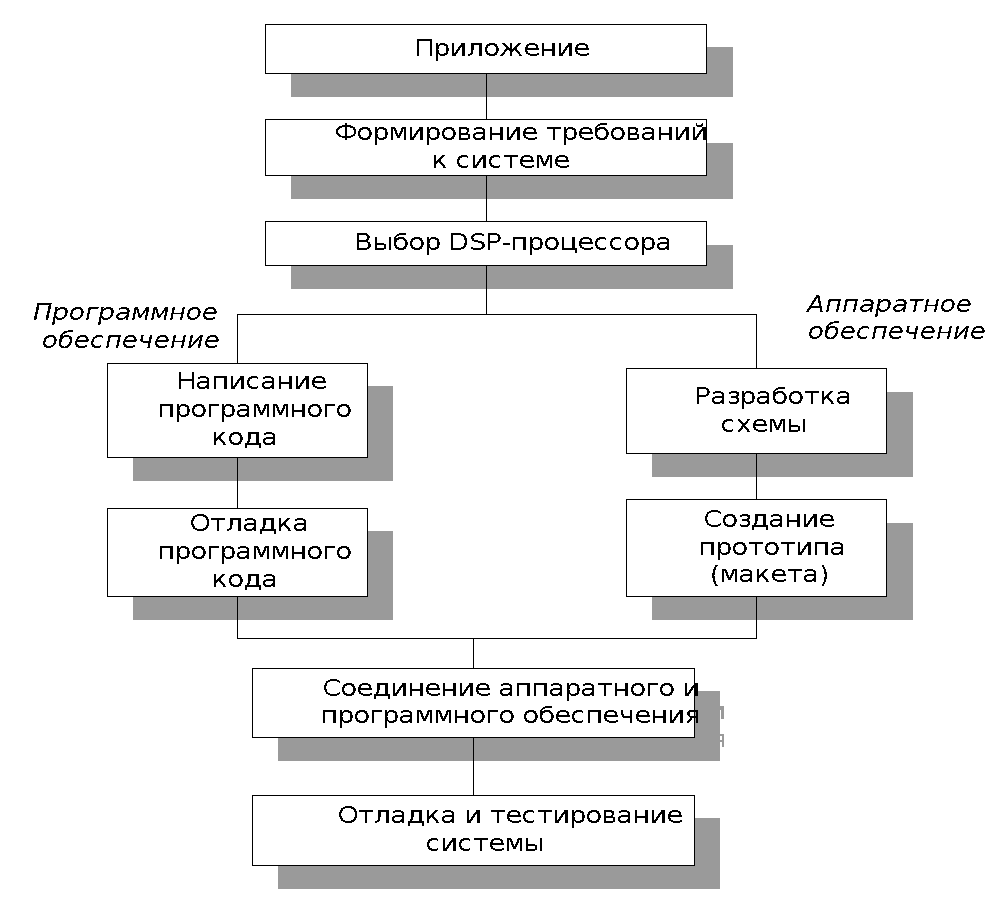 Приложение
Формирование требований
к системе
Выбор DSP-процессора
Программное
обеспечение
Аппаратное
обеспечение
Написание
программного
кода
Разработка
схемы
Отладка
программного
кода
Создание
прототипа
(макета)
Соединение аппаратного и
программного обеспечения
Отладка и тестирование
системы